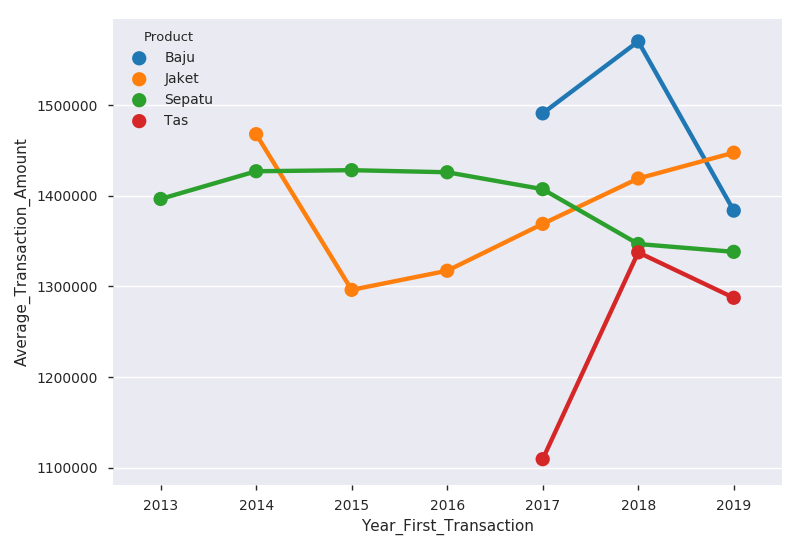 Product
Baju
Jaket
Sepatu
Tas
1500000
1400000
1300000
1200000
1100000
Average_Transaction_Amount
2013 2014 2015 2016 2017 2018 2019
Year_First_Transaction